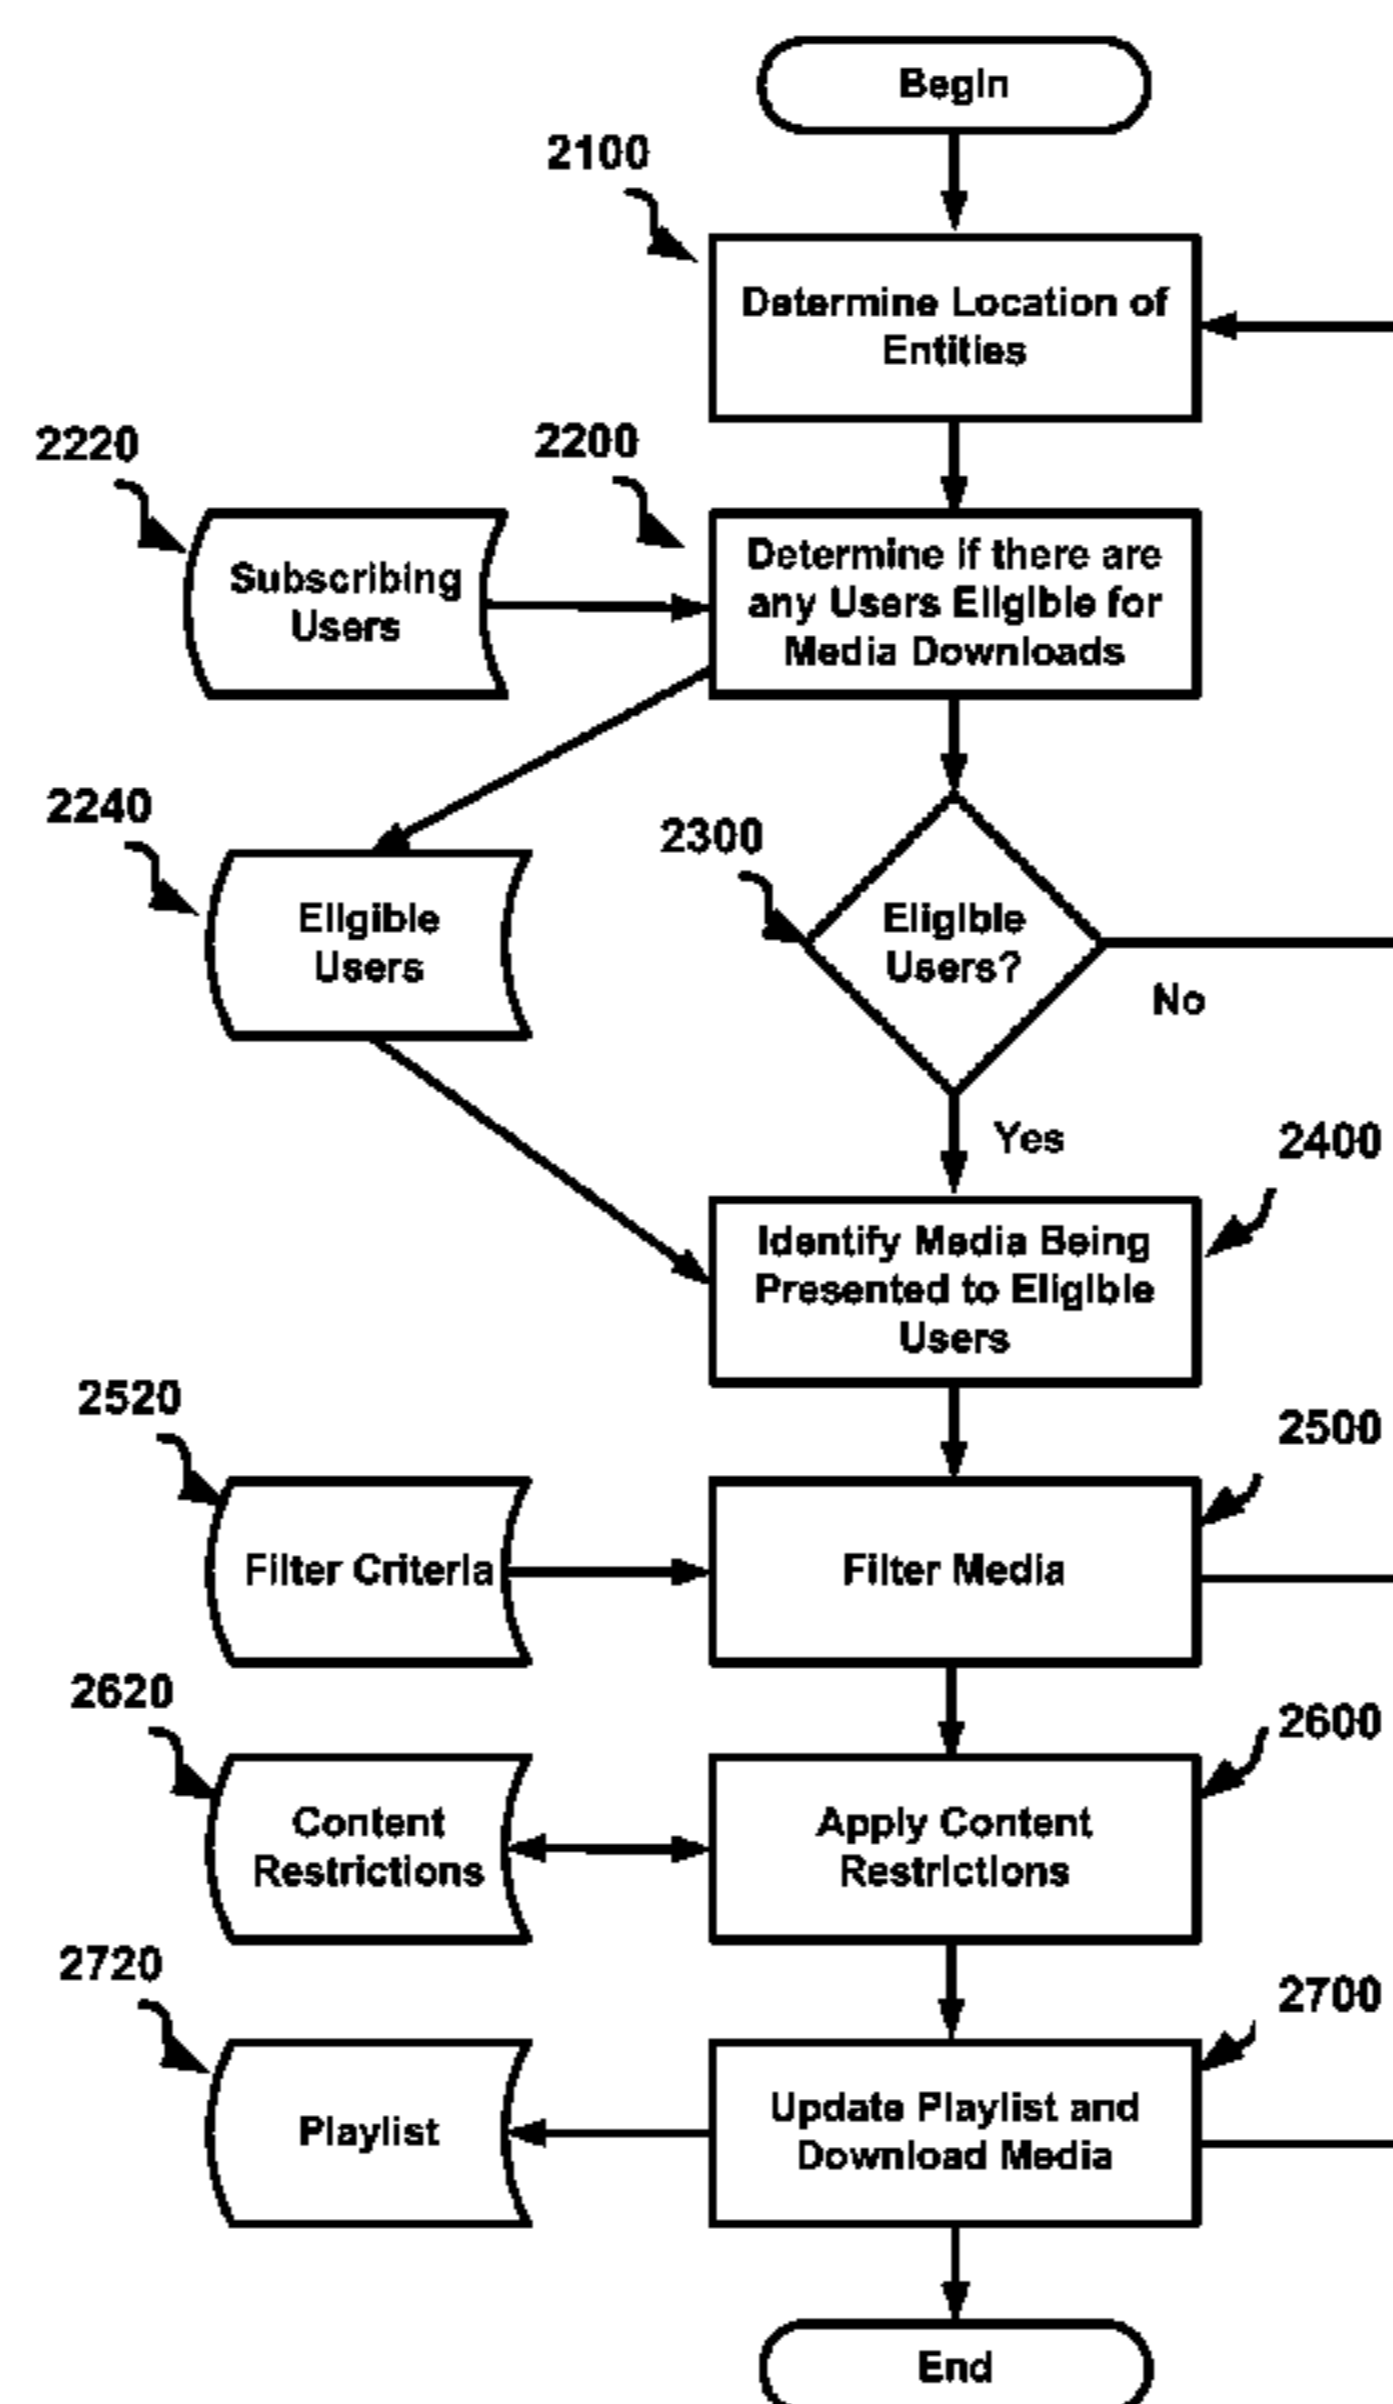 Begin
2100
Determine Location of
Entities
2220
2200
Subscribing
Users
Determine if there are
any Users Eligible for
Media Downloads
2240
2300
Eligible
Users
Eligible
Users?
No
Yes
2400
Identify Media Being
Presented to Eligible
Users
2520
2500
Filter Criteria
Filter Media
2620
2600
Content
Restrictions
Apply Content
Restrictions
2720
2700
Playlist
Update Playlist and
Download Media
End